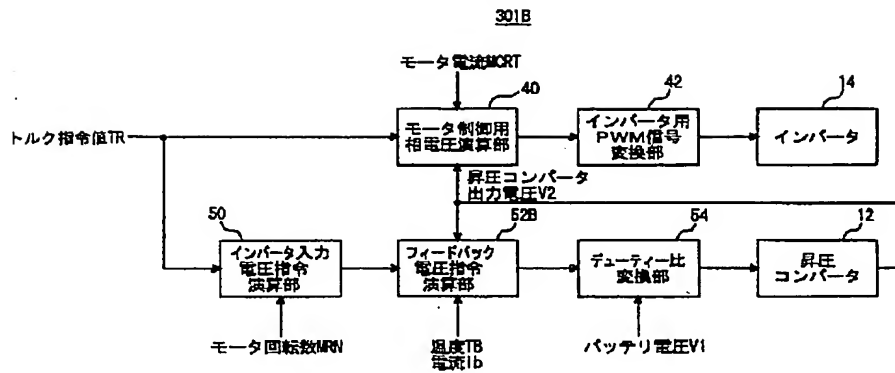 301B
モータ電流MCRT
40
42
14
トルク指令値TR
モータ制御用
相電圧演算部
インバータ用
PWM信号
変換部
インバータ
昇圧コンバータ
出力電圧V2
50
52B
54
12
インバータ入力
電圧指令
演算部
フィードバック
電圧指令
演算部
デューティー比
変換部
昇圧
コンバータ
モータ回転数MRN
温度TB
電流Ib
バッテリ電圧V1